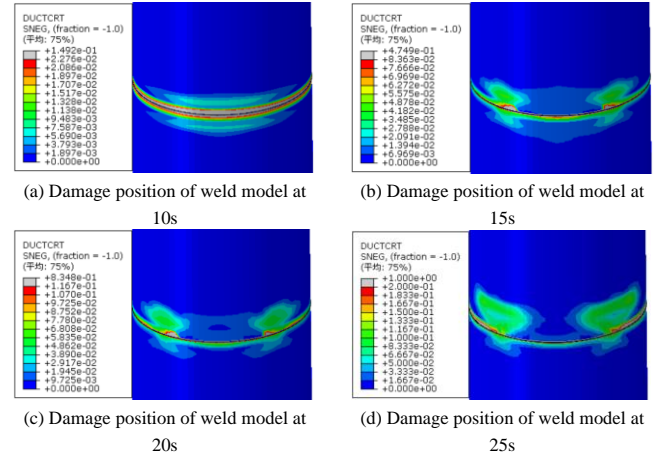 DUCTCRT
SNEG, (fraction = -1.0)
(平均: 75%)
+1.492e-01
+2.276e-02
+2.086e-02
+1.897e-02
+1.707e-02
+1.517e-02
+1.328e-02
+1.138e-02
+9.483e-03
+7.587e-03
+5.690e-03
+3.793e-03
+1.897e-03
+0.000e+00
(a) Damage position of weld model at
10s
DUCTCRT
SNEG, (fraction = -1.0)
(平均: 75%)
+4.749e-01
+8.363e-02
+7.666e-02
+6.969e-02
+6.272e-02
+5.575e-02
+4.878e-02
+4.182e-02
+3.485e-02
+2.788e-02
+2.091e-02
+1.394e-02
+6.969e-03
+0.000e+00
(b) Damage position of weld model at
15s
DUCTCRT
SNEG, (fraction = -1.0)
(平均: 75%)
+8.348e-01
+1.167e-01
+1.070e-01
+9.725e-02
+8.752e-02
+7.780e-02
+6.808e-02
+5.835e-02
+4.862e-02
+3.890e-02
+2.917e-02
+1.945e-02
+9.725e-03
+0.000e+00
(c) Damage position of weld model at
20s
DUCTCRT
SNEG, (fraction = -1.0)
(平均: 75%)
+1.000e+00
+2.000e-01
+1.833e-01
+1.667e-01
+1.500e-01
+1.333e-01
+1.167e-01
+1.000e-01
+8.333e-02
+6.667e-02
+5.000e-02
+3.333e-02
+1.667e-02
+0.000e+00
(d) Damage position of weld model at
25s